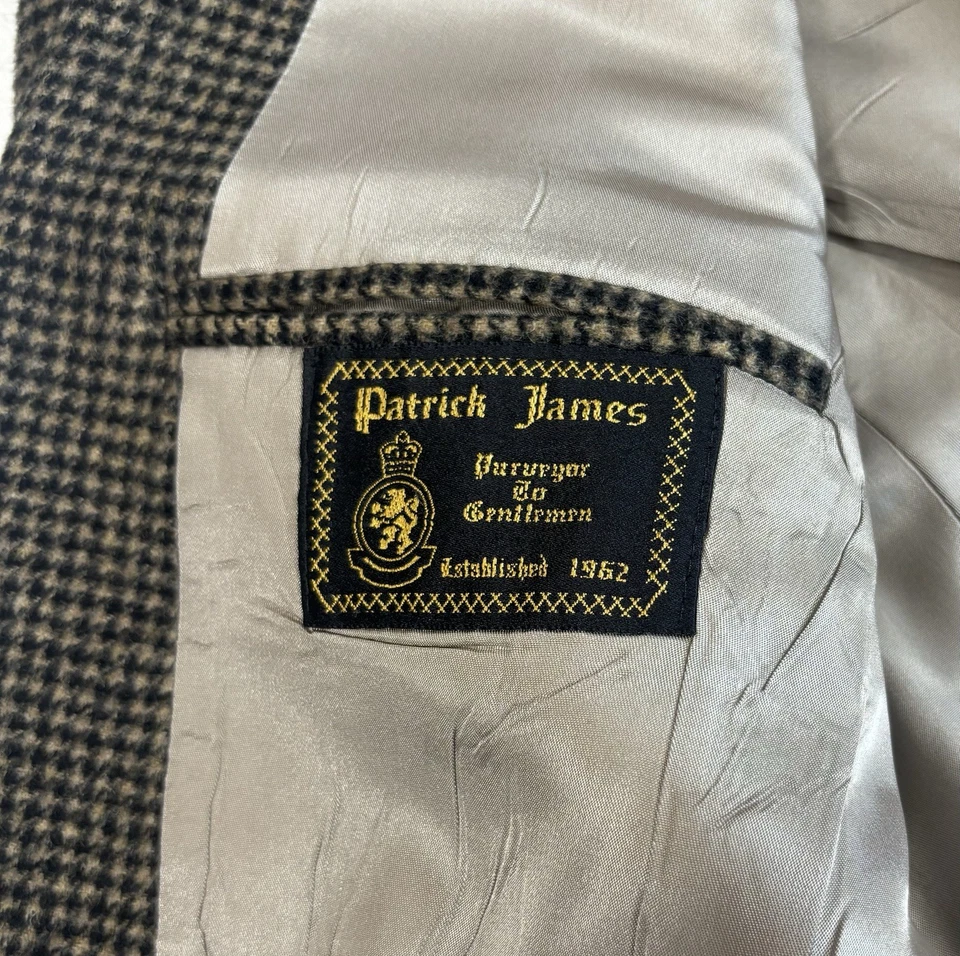 Patrick James
Purveyor
To
Gentlemen
Established 1962